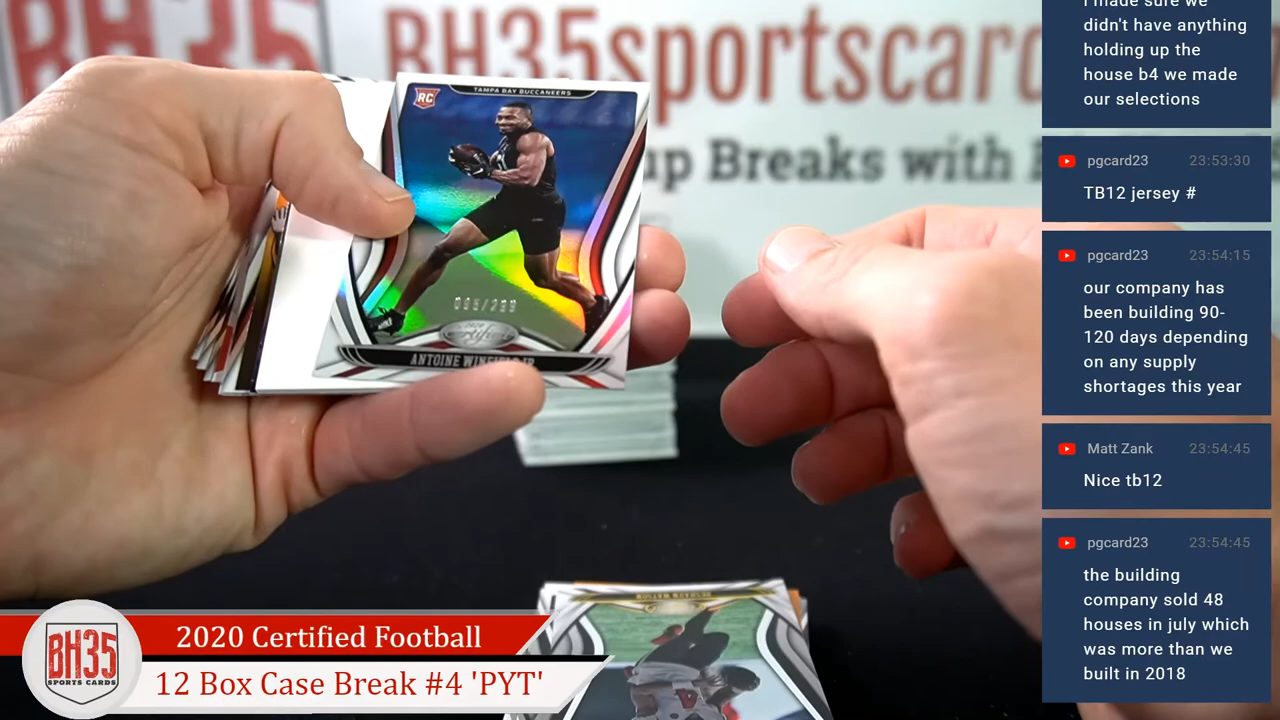 BH35
BH35sportscard
up Breaks with
RC
TAMPA BAY BUCCANEERS
ANTOINE WINFIELD JR
DESHAUN WATSON
BH35
SPORTS CARDS
2020 Certified Football
12 Box Case Break #4 'PYT'
I made sure we
didn't have anything
holding up the
house b4 we made
our selections
pgcard23 23:53:30
TB12 jersey #
pgcard23 23:54:15
our company has
been building 90-
120 days depending
on any supply
shortages this year
Matt Zank 23:54:45
Nice tb12
pgcard23 23:54:45
the building
company sold 48
houses in july which
was more than we
built in 2018